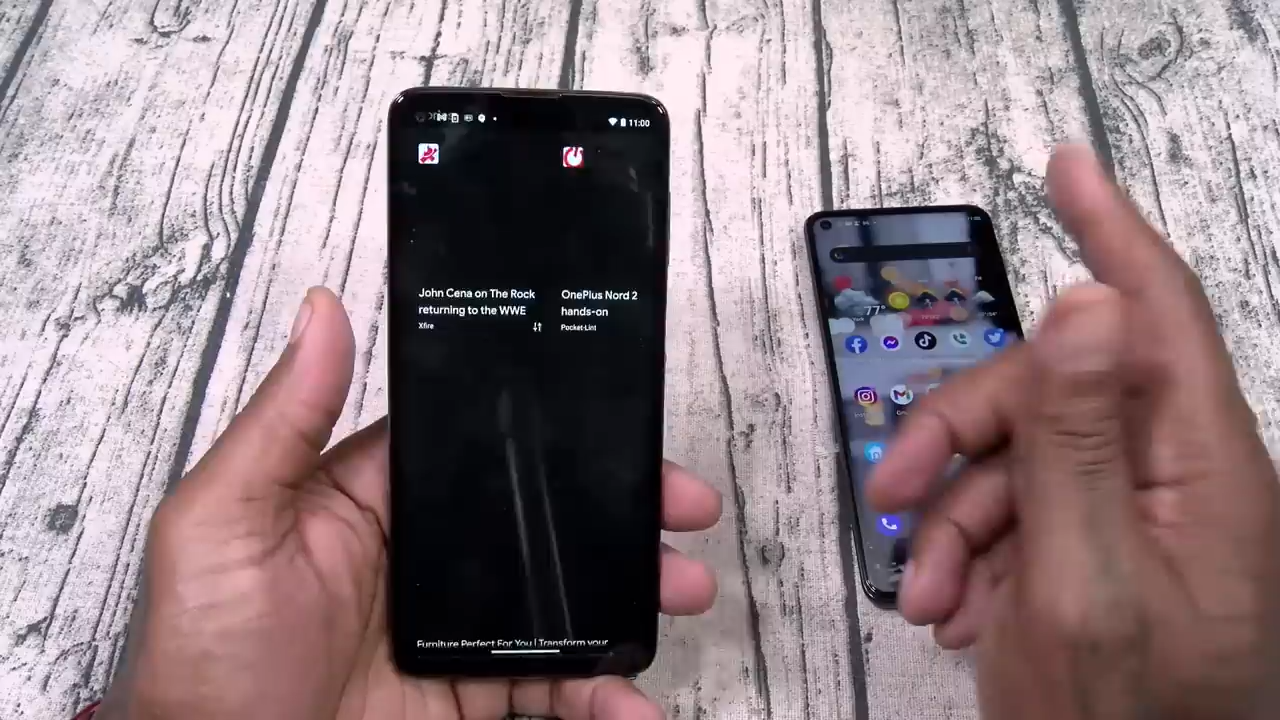 11:00
John Cena on The Rock
returning to the WWE
Xfire
OnePlus Nord 2
hands-on
Pocket-Lint
Furniture Perfect For You | Transform your
77°